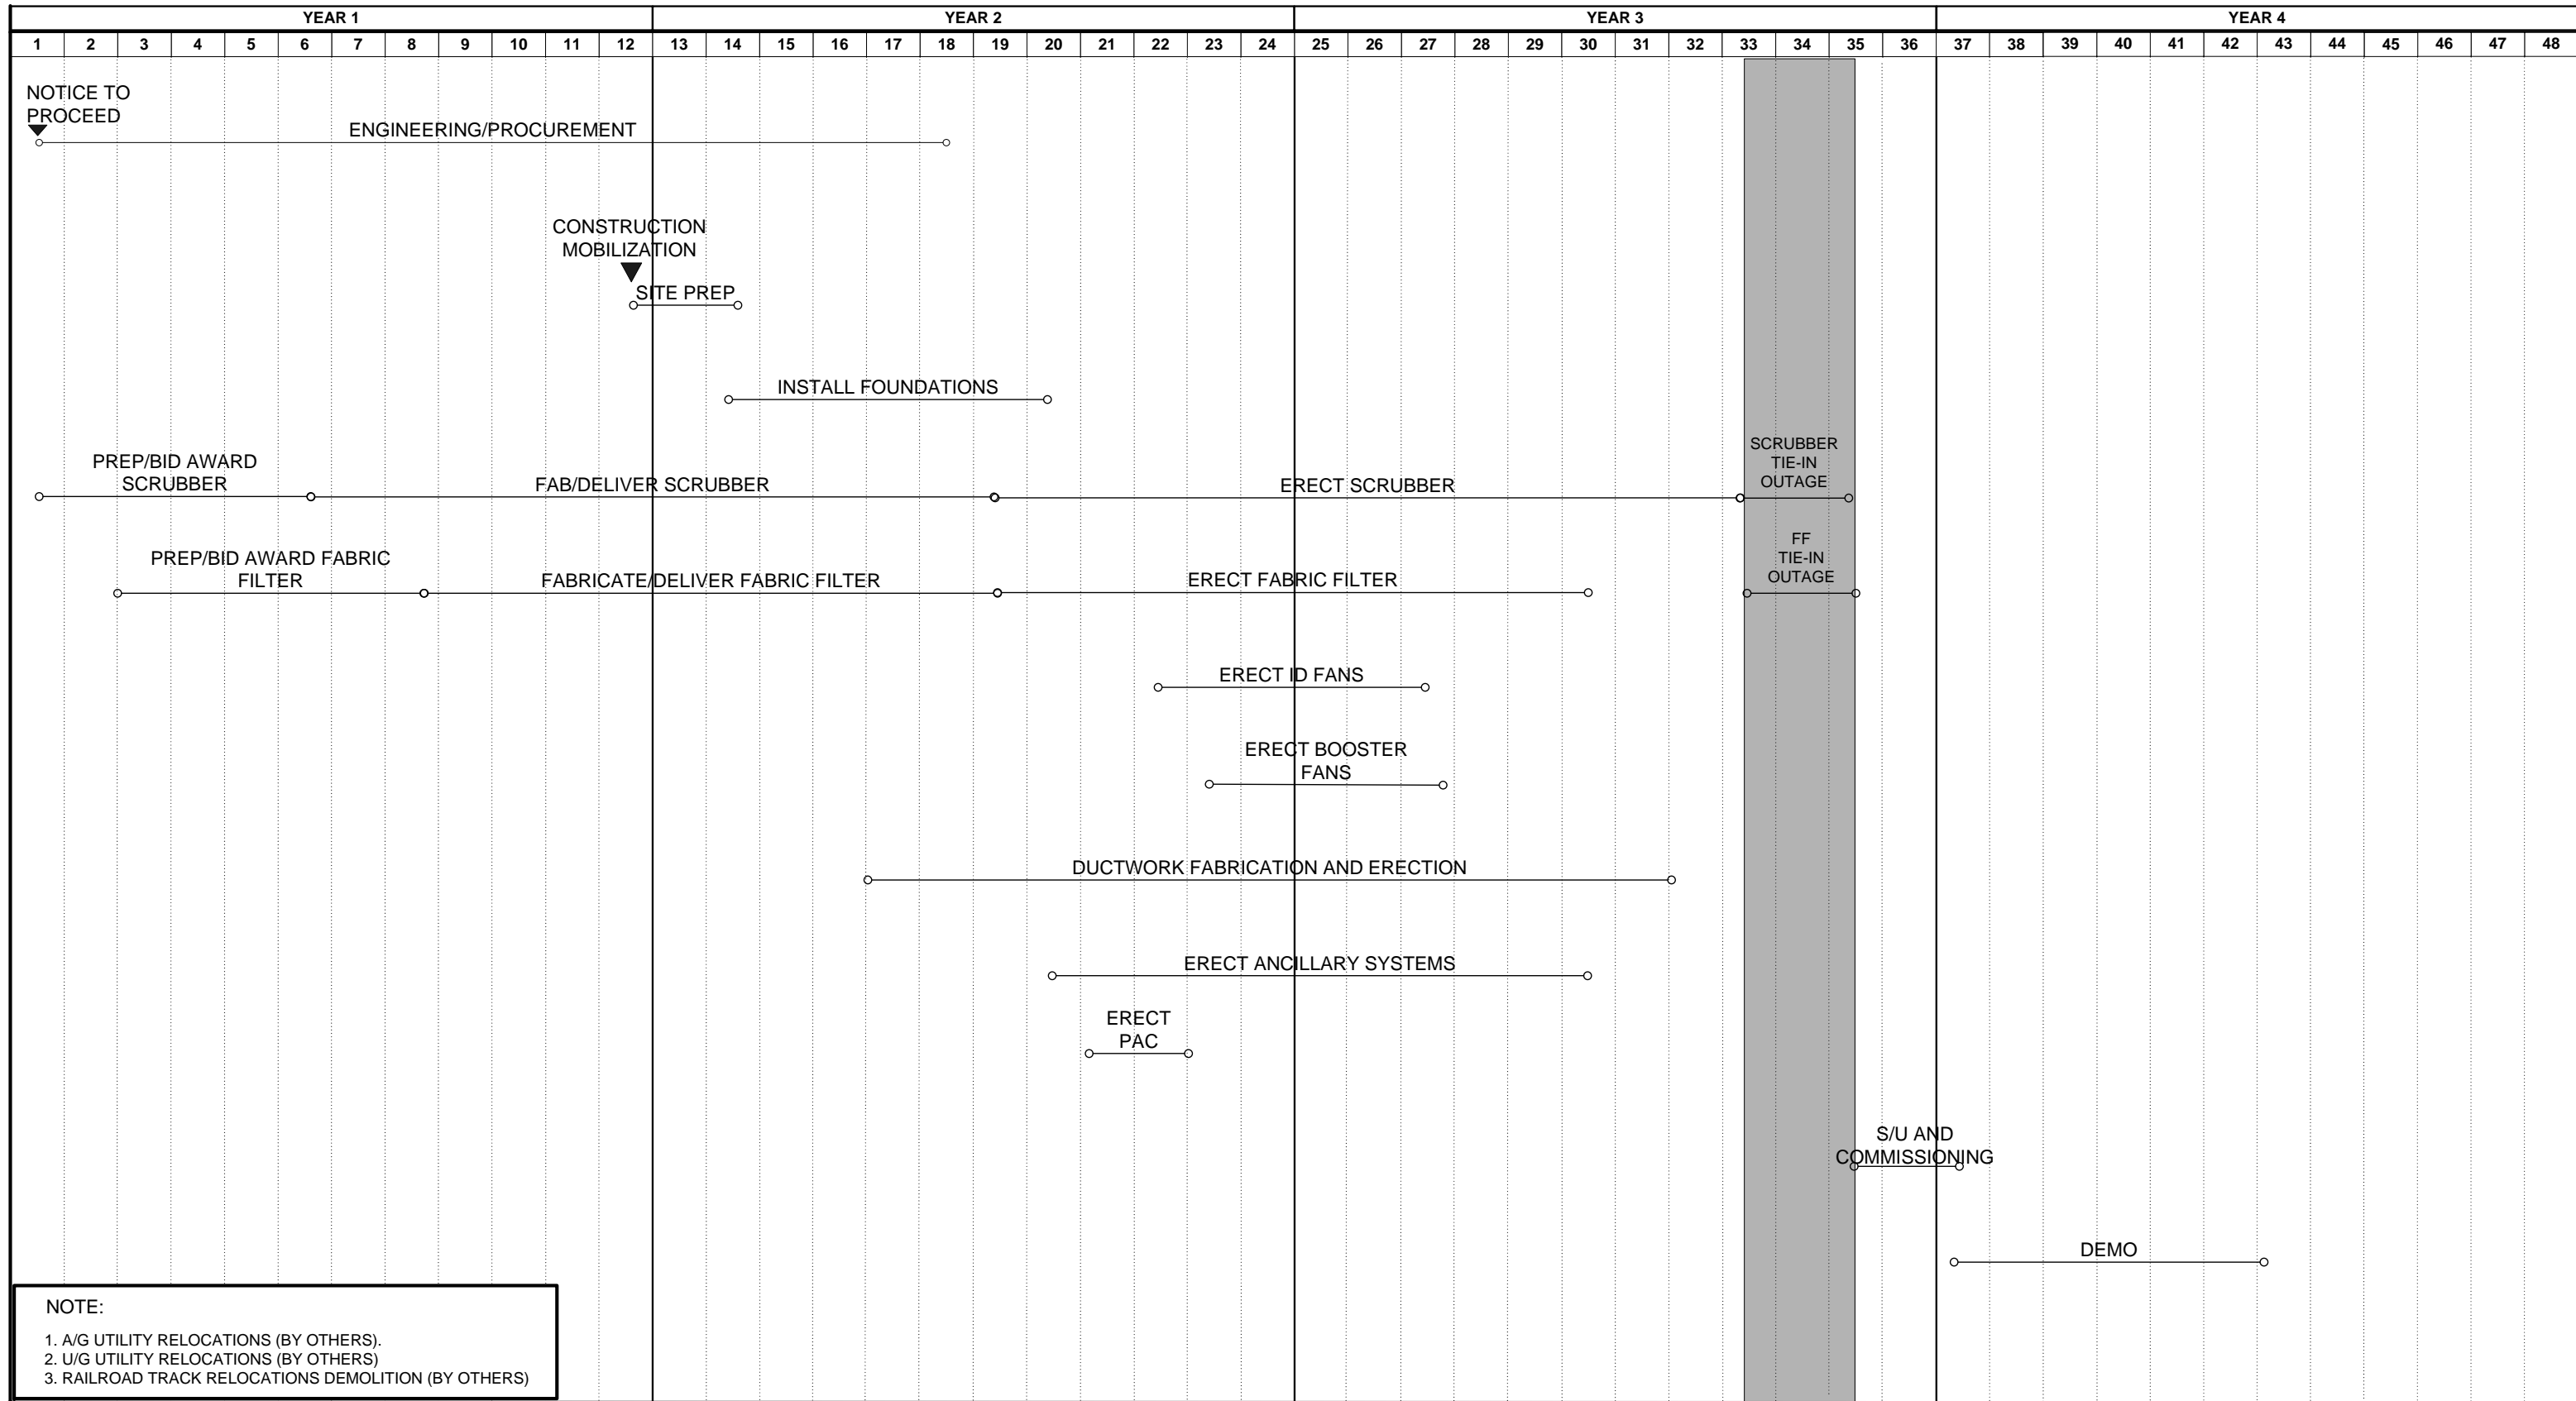 YEAR 1 YEAR 2 YEAR 3 YEAR 4
1 2 3 4 5 6 7 8 9 10 11 12 13 14 15 16 17 18 19 20 21 22 23 24 25 26 27 28 29 30 31 32 33 34 35 36 37 38 39 40 41 42 43 44 45 46 47 48
NOTICE TO
PROCEED
ENGINEERING/PROCUREMENT
CONSTRUCTION
MOBILIZATION
SITE PREP
INSTALL FOUNDATIONS
PREP/BID AWARD
SCRUBBER
FAB/DELIVER SCRUBBER
ERECT SCRUBBER
SCRUBBER
TIE-IN
OUTAGE
PREP/BID AWARD FABRIC
FILTER
FABRICATE/DELIVER FABRIC FILTER
ERECT FABRIC FILTER
FF
TIE-IN
OUTAGE
ERECT ID FANS
ERECT BOOSTER
FANS
DUCTWORK FABRICATION AND ERECTION
ERECT ANCILLARY SYSTEMS
ERECT
PAC
S/U AND
COMMISSIONING
DEMO
NOTE:
1. A/G UTILITY RELOCATIONS (BY OTHERS).
2. U/G UTILITY RELOCATIONS (BY OTHERS)
3. RAILROAD TRACK RELOCATIONS DEMOLITION (BY OTHERS)